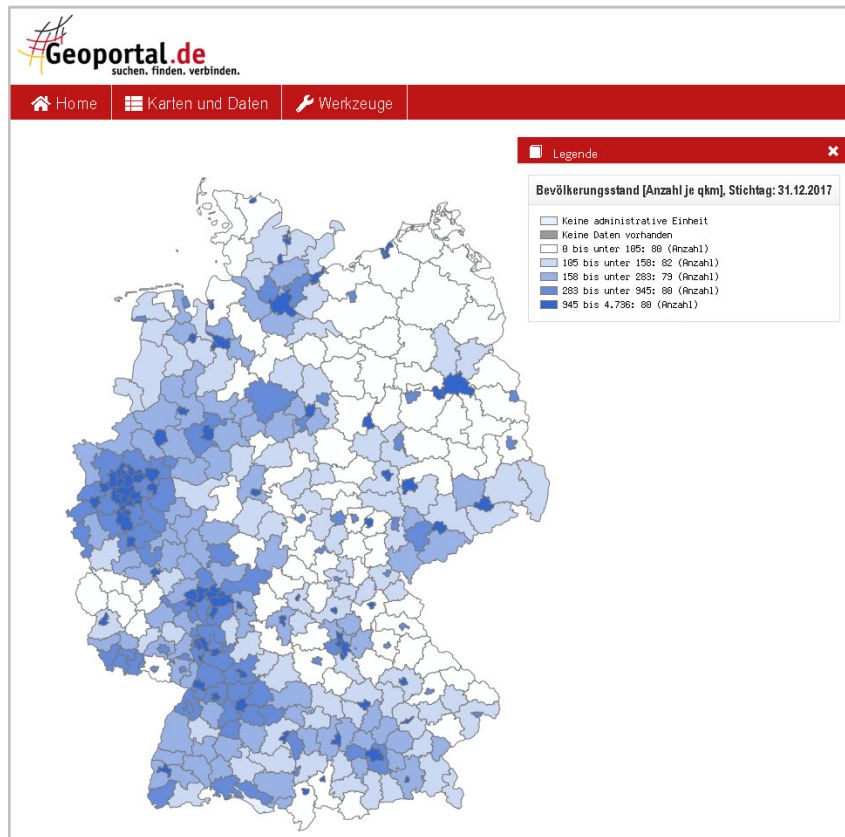 Geoportal.de
suchen. finden. verbinden.
Home
Karten und Daten
Werkzeuge
Legende
Bevölkerungsstand [Anzahl je qkm], Stichtag: 31.12.2017
Keine administrative Einheit
Keine Daten vorhanden
0 bis unter 105: 80 (Anzahl)
105 bis unter 158: 82 (Anzahl)
158 bis unter 283: 79 (Anzahl)
283 bis unter 945: 80 (Anzahl)
945 bis 4.736: 80 (Anzahl)